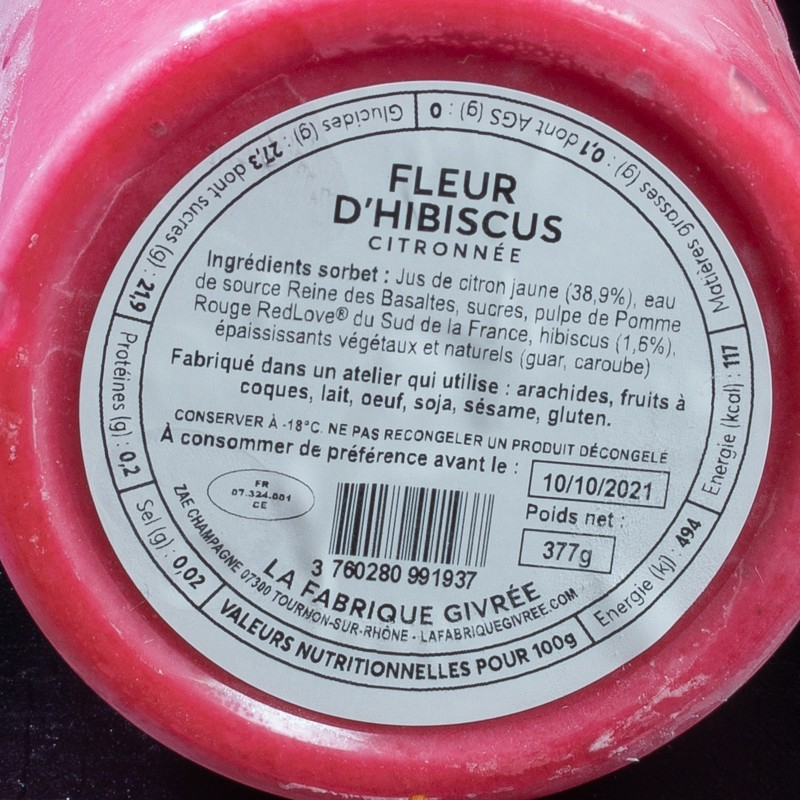 FLEUR
D'HIBISCUS
CITRONNÉE
Ingrédients sorbet : Jus de citron jaune (38,9%), eau
de source Reine des Basaltes, sucres, pulpe de Pomme
Rouge RedLove® du Sud de la France, hibiscus (1,6%),
épaississants végétaux et naturels (guar, caroube)
Fabriqué dans un atelier qui utilise : arachides, fruits à
coques, lait, oeuf, soja, sésame, gluten.
CONSERVER À -18°C. NE PAS RECONGELER UN PRODUIT DÉCONGELÉ
À consommer de préférence avant le :
10/10/2021
Poids net :
377g
FR
07.324.001
CE
3 760280 991937
LA FABRIQUE GIVRÉE
ZAE CHAMPAGNE 07300 TOURNON-SUR-RHÔNE - LAFABRIQUEGIVREE.COM
VALEURS NUTRITIONNELLES POUR 100g
Energie (kj) : 494
Energie (kcal) : 117
Matières grasses (g) : 0,1 dont AGS (g) : 0
Glucides (g) : 27,3 dont sucres (g) : 21,9
Protéines (g) : 0,2
Sel (g) : 0,02